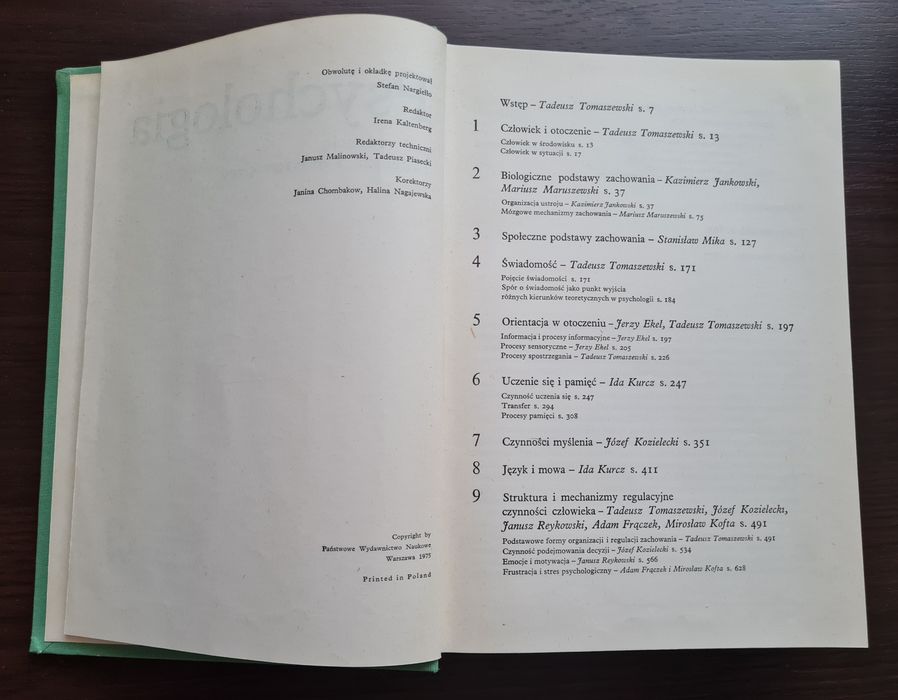 Obwolutę i okładkę projektował
Stefan Nargiełło
Redaktor
Irena Kaltenberg
Redaktorzy techniczni
Janusz Malinowski, Tadeusz Piasecki
Korektorzy
Janina Chombakow, Halina Nagajewska
Copyright by
Państwowe Wydawnictwo Naukowe
Warszawa 1975
Printed in Poland
Wstęp – Tadeusz Tomaszewski s. 7
1 Człowiek i otoczenie – Tadeusz Tomaszewski s. 13
Człowiek w środowisku s. 13
Człowiek w sytuacji s. 17
2 Biologiczne podstawy zachowania – Kazimierz Jankowski,
Mariusz Maruszewski s. 37
Organizacja ustroju – Kazimierz Jankowski s. 37
Mózgowe mechanizmy zachowania – Mariusz Maruszewski s. 75
3 Społeczne podstawy zachowania – Stanisław Mika s. 127
4 Świadomość – Tadeusz Tomaszewski s. 171
Pojęcie świadomości s. 171
Spór o świadomość jako punkt wyjścia
różnych kierunków teoretycznych w psychologii s. 184
5 Orientacja w otoczeniu – Jerzy Ekel, Tadeusz Tomaszewski s. 197
Informacja i procesy informacyjne – Jerzy Ekel s. 197
Procesy sensoryczne – Jerzy Ekel s. 205
Procesy spostrzegania – Tadeusz Tomaszewski s. 226
6 Uczenie się i pamięć – Ida Kurcz s. 247
Czynność uczenia się s. 247
Transfer s. 294
Procesy pamięci s. 308
7 Czynności myślenia – Józef Kozielecki s. 351
8 Język i mowa – Ida Kurcz s. 411
9 Struktura i mechanizmy regulacyjne
czynności człowieka – Tadeusz Tomaszewski, Józef Kozielecki,
Janusz Reykowski, Adam Frączek, Mirosław Kofta s. 491
Podstawowe formy organizacji i regulacji zachowania – Tadeusz Tomaszewski s. 491
Czynność podejmowania decyzji – Józef Kozielecki s. 534
Emocje i motywacja – Janusz Reykowski s. 566
Frustracja i stres psychologiczny – Adam Frączek i Mirosław Kofta s. 628